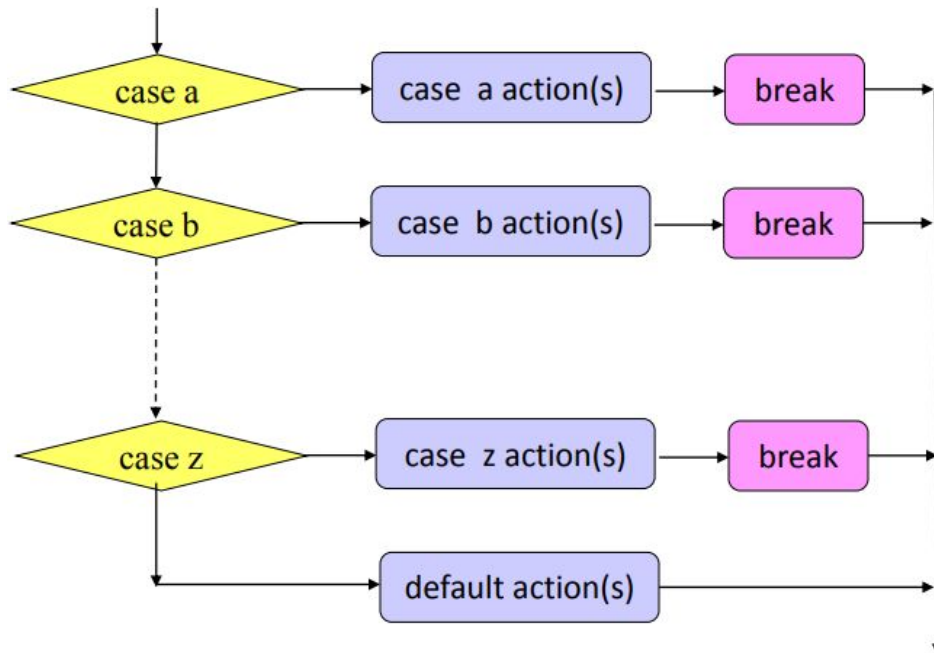 case a
case a action(s)
break
case b
case b action(s)
break
case z
case z action(s)
break
default action(s)